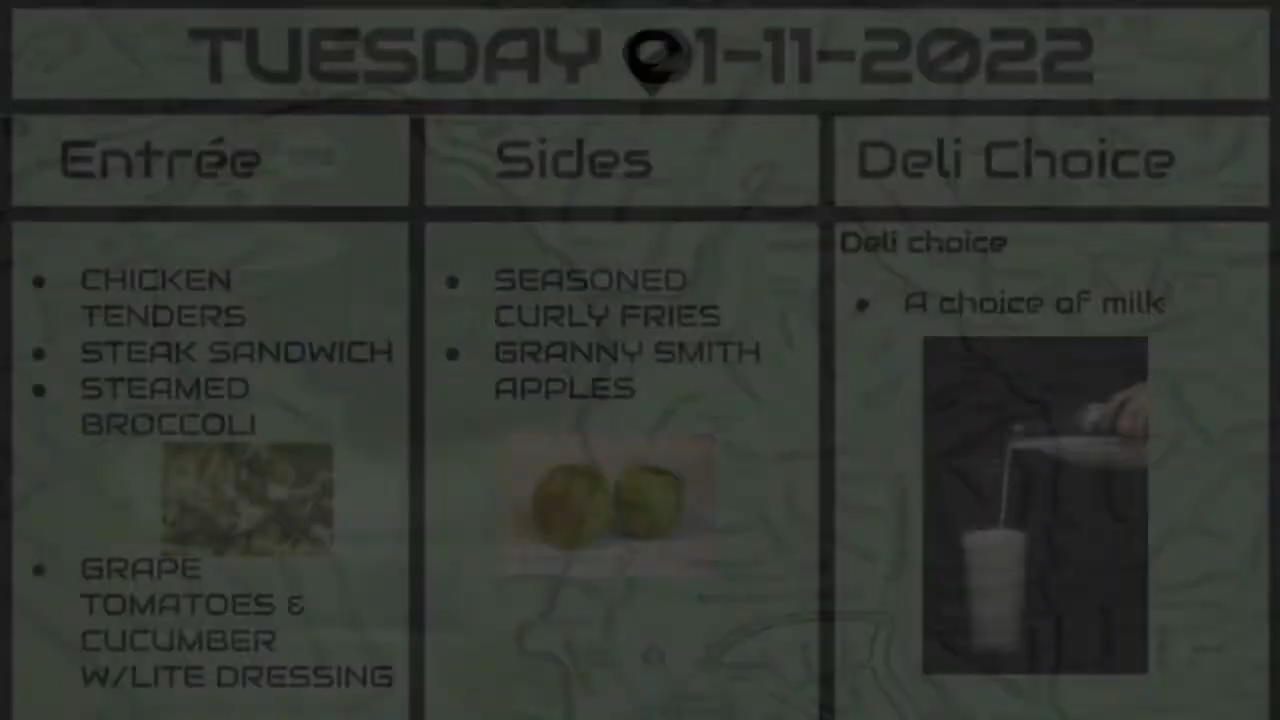 TUESDAY 01-11-2022
Entrée
Sides
Deli Choice
• CHICKEN
TENDERS
• STEAK SANDWICH
• STEAMED
BROCCOLI
• GRAPE
TOMATOES &
CUCUMBER
W/LITE DRESSING
• SEASONED
CURLY FRIES
• GRANNY SMITH
APPLES
Deli choice
• A choice of milk